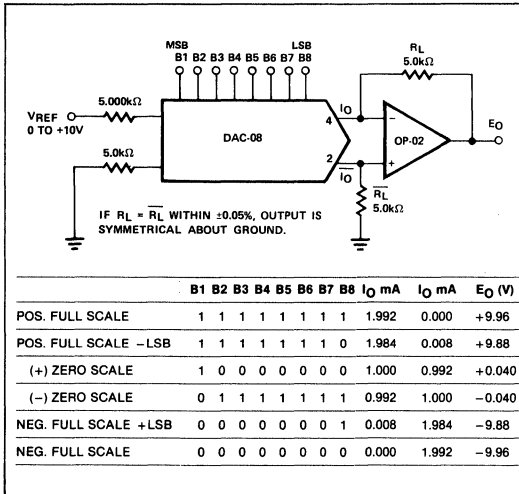 MSB LSB
B1 B2 B3 B4 B5 B6 B7 B8
RL
5.0kΩ
5.000kΩ
VREF
0 TO +10V
DAC-08
4
IO
−
OP-02
EO
5.0kΩ
2
IO
+
RL
5.0kΩ
IF RL = RL WITHIN ±0.05%, OUTPUT IS
SYMMETRICAL ABOUT GROUND.
B1 B2 B3 B4 B5 B6 B7 B8 IO mA IO mA EO (V)
POS. FULL SCALE 1 1 1 1 1 1 1 1 1.992 0.000 +9.96
POS. FULL SCALE −LSB 1 1 1 1 1 1 1 0 1.984 0.008 +9.88
(+) ZERO SCALE 1 0 0 0 0 0 0 0 1.000 0.992 +0.040
(−) ZERO SCALE 0 1 1 1 1 1 1 1 0.992 1.000 −0.040
NEG. FULL SCALE +LSB 0 0 0 0 0 0 0 1 0.008 1.984 −9.88
NEG. FULL SCALE 0 0 0 0 0 0 0 0 0.000 1.992 −9.96